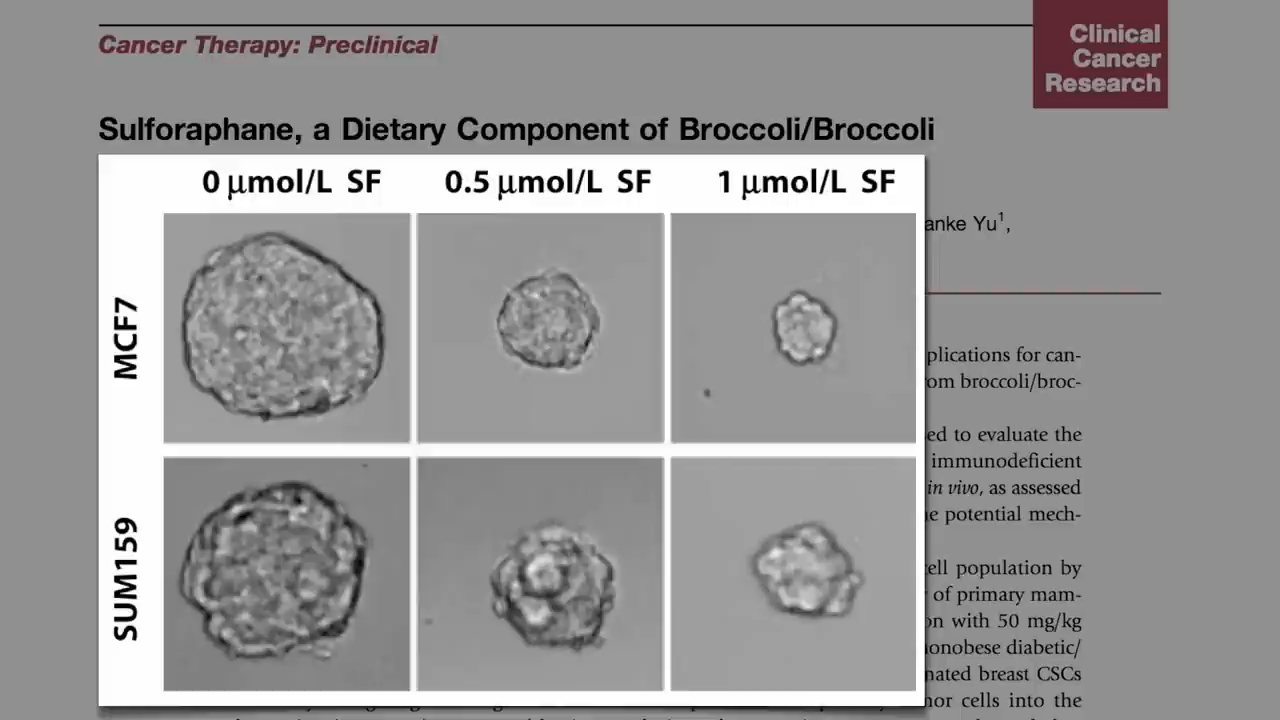 Cancer Therapy: Preclinical
Clinical
Cancer
Research
Sulforaphane, a Dietary Component of Broccoli/Broccoli
0 μmol/L SF 0.5 μmol/L SF 1 μmol/L SF
MCF7
SUM159
anke Yu1,
plications for can-
om broccoli/broc-
ed to evaluate the
immunodeficient
in vivo, as assessed
e potential mech-
cell population by
of primary mam-
on with 50 mg/kg
onobese diabetic/
nated breast CSCs
mor cells into the